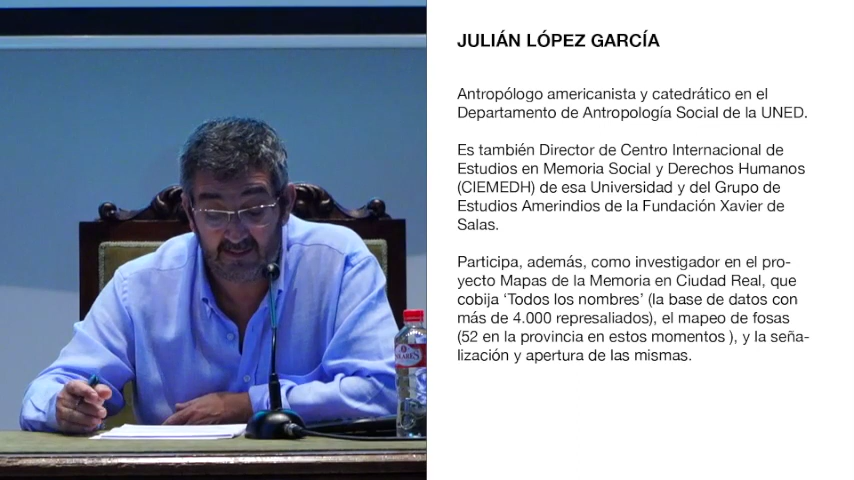 JULIÁN LÓPEZ GARCÍA
Antropólogo americanista y catedrático en el
Departamento de Antropología Social de la UNED.
Es también Director de Centro Internacional de
Estudios en Memoria Social y Derechos Humanos
(CIEMEDH) de esa Universidad y del Grupo de
Estudios Amerindios de la Fundación Xavier de
Salas.
Participa, además, como investigador en el pro-
yecto Mapas de la Memoria en Ciudad Real, que
cobija ‘Todos los nombres’ (la base de datos con
más de 4.000 represaliados), el mapeo de fosas
(52 en la provincia en estos momentos ), y la seña-
lización y apertura de las mismas.